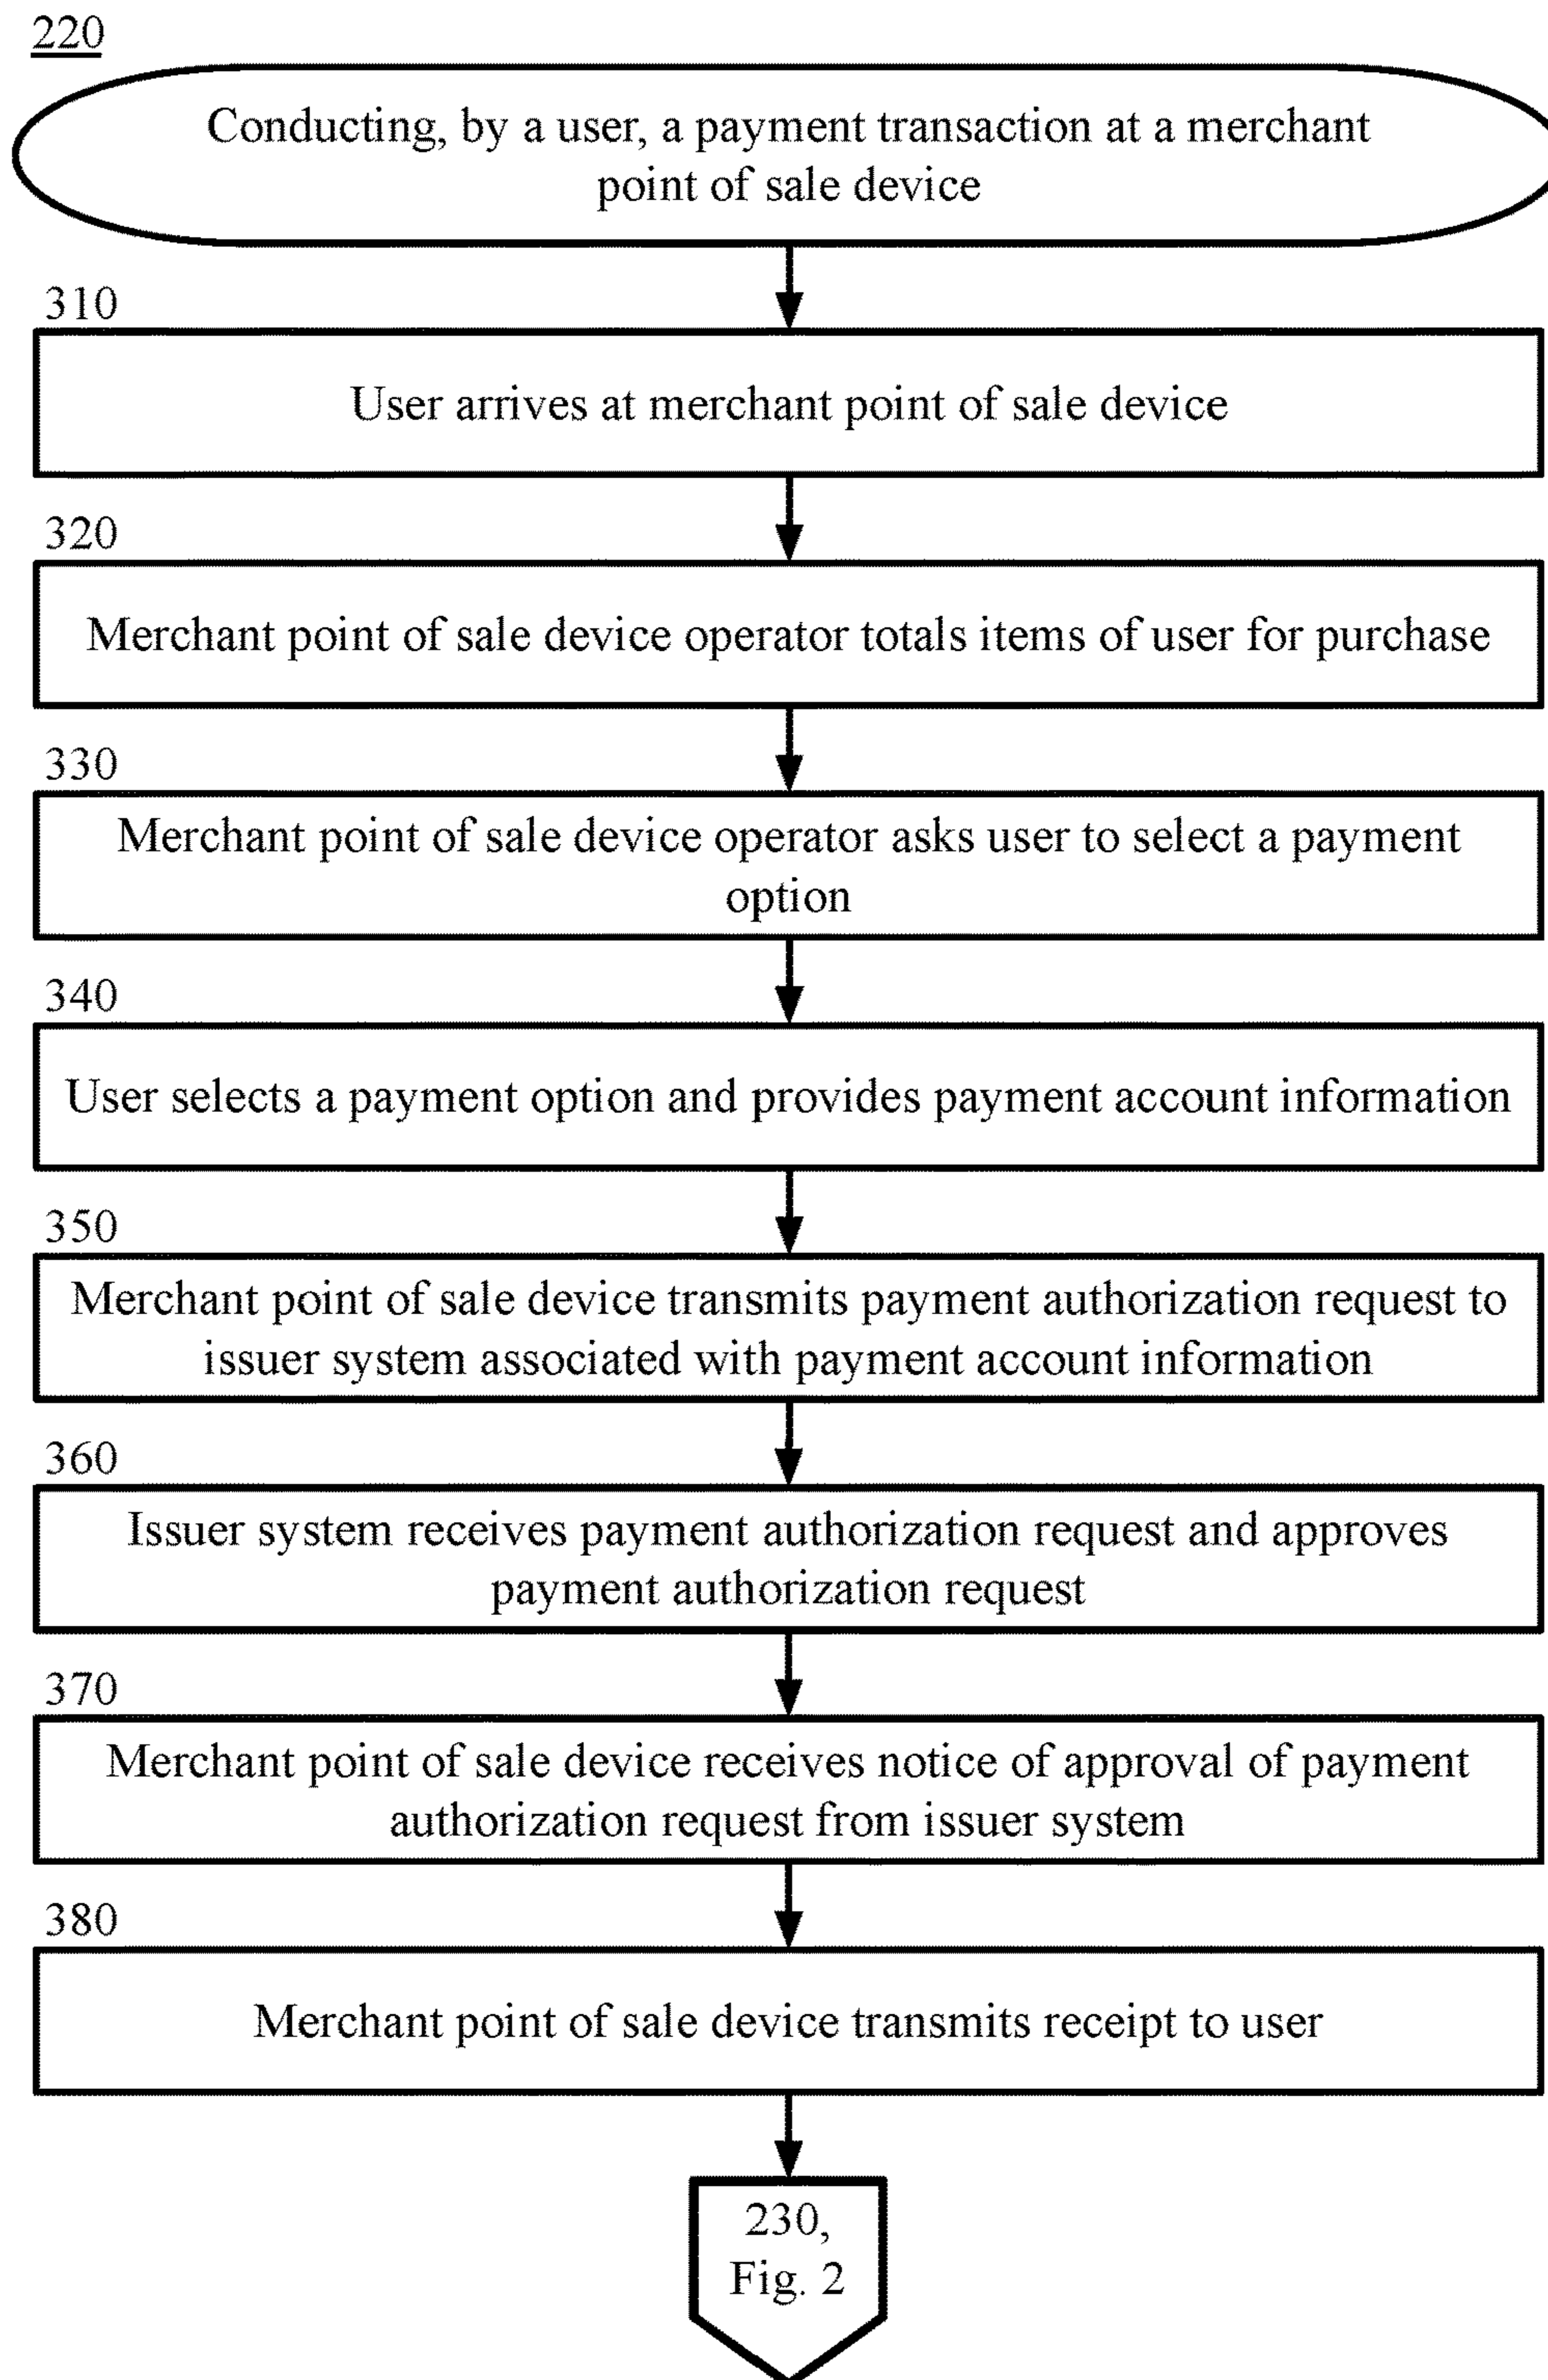 220
Conducting, by a user, a payment transaction at a merchant
point of sale device
310
User arrives at merchant point of sale device
320
Merchant point of sale device operator totals items of user for purchase
330
Merchant point of sale device operator asks user to select a payment
option
340
User selects a payment option and provides payment account information
350
Merchant point of sale device transmits payment authorization request to
issuer system associated with payment account information
360
Issuer system receives payment authorization request and approves
payment authorization request
370
Merchant point of sale device receives notice of approval of payment
authorization request from issuer system
380
Merchant point of sale device transmits receipt to user
230,
Fig. 2